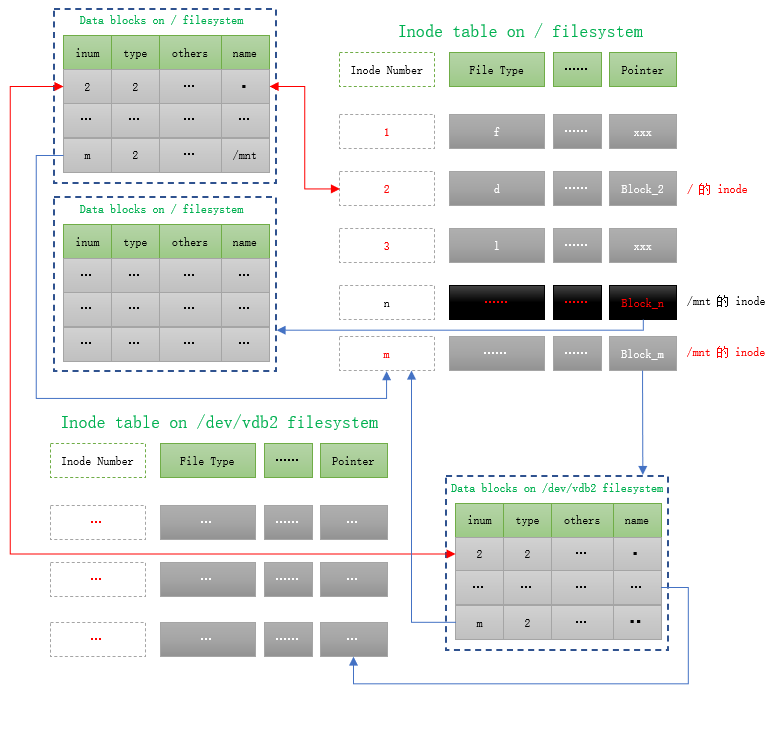 Data blocks on / filesystem
inum type others name
2 2 … .
… … … …
m 2 … /mnt
Data blocks on / filesystem
inum type others name
… … … …
… … … …
… … … …
Inode table on / filesystem
Inode Number File Type …… Pointer
1 f …… xxx
2 d …… Block_2 / 的 inode
3 l …… xxx
n …… …… Block_n /mnt 的 inode
m …… …… Block_m /mnt 的 inode
Inode table on /dev/vdb2 filesystem
Inode Number File Type …… Pointer
… … …… …
… … …… …
… … …… …
Data blocks on /dev/vdb2 filesystem
inum type others name
2 2 … .
… … … …
m 2 … ..